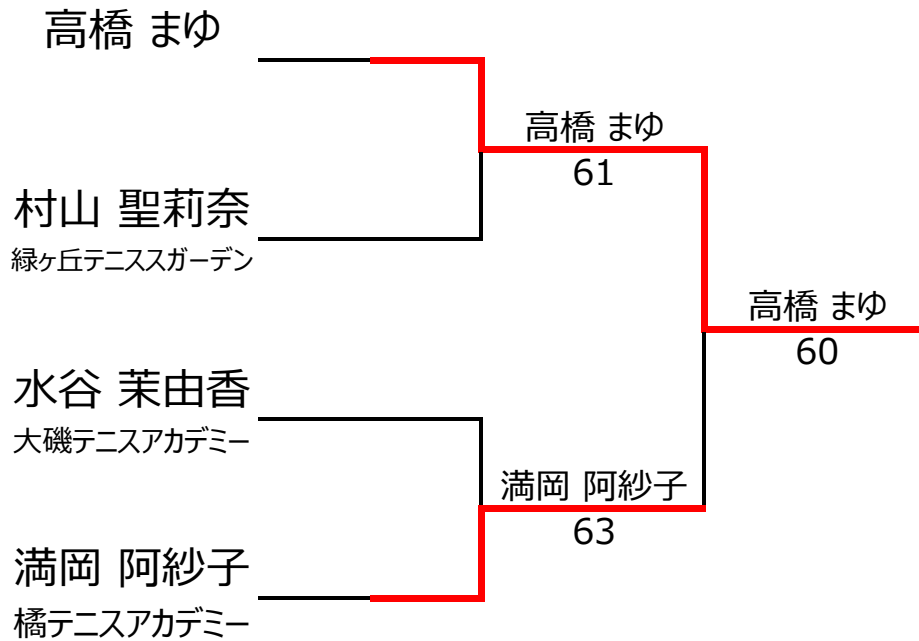 高橋 まゆ
高橋 まゆ
61
村山 聖莉奈
緑ヶ丘テニススガーデン
高橋 まゆ
60
水谷 茉由香
大磯テニスアカデミー
満岡 阿紗子
63
満岡 阿紗子
橘テニスアカデミー